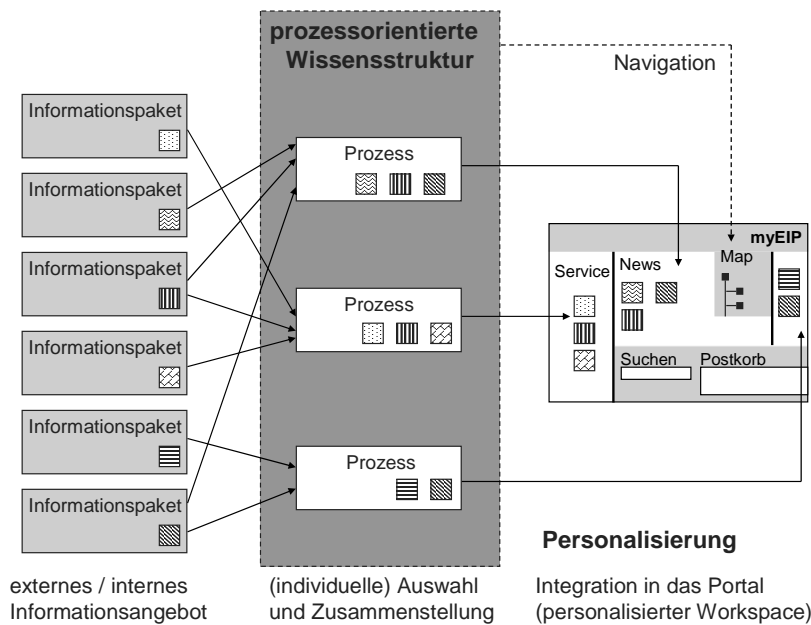 prozessorientierte
Wissensstruktur
Navigation
Informationspaket
Informationspaket
Informationspaket
Informationspaket
Informationspaket
Informationspaket
Prozess
Prozess
Prozess
myEIP
Service
News
Map
Suchen
Postkorb
Personalisierung
externes / internes
Informationsangebot
(individuelle) Auswahl
und Zusammenstellung
Integration in das Portal
(personalisierter Workspace)